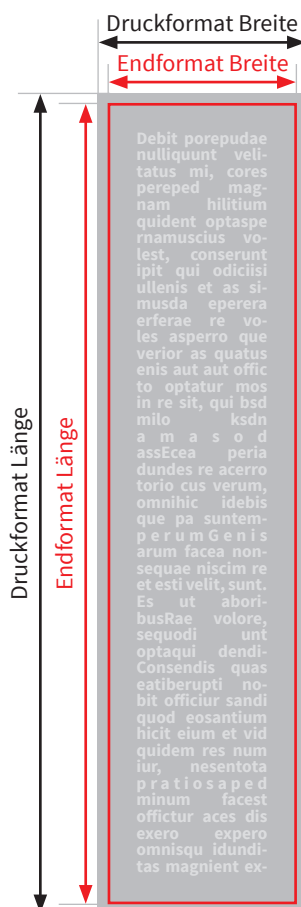 Druckformat Breite
Endformat Breite
Druckformat Länge
Endformat Länge
Debit porepudae
nulliquunt veli-
tatus mi, cores
pereped mag-
nam hilitium
quident optaspe
rnamuscius vo-
lest, conserunt
ipit qui odiciisi
ullenis et as si-
musda eperera
erferae re vo-
les asperro que
verior as quatus
enis aut aut offic
to optatur mos
in re sit, qui bsd
milo ksdn
a m a s o d
assEcea peria
dundes re acerro
torio cus verum,
omnihic idebis
que pa suntem-
p e r u m G e n i s
arum facea non-
sequae niscim re
et esti velit, sunt.
Es ut abori-
busRae volore,
sequodi unt
optaqui dendi-
Consendis quas
eatiberupti no-
bit officiur sandi
quod eosantium
hicit eium et vid
quidem res num
iur, nesentota
p r a t i o s a p e d
minum facest
offictur aces dis
exero expero
omnisqu idundi-
tas magnient ex-